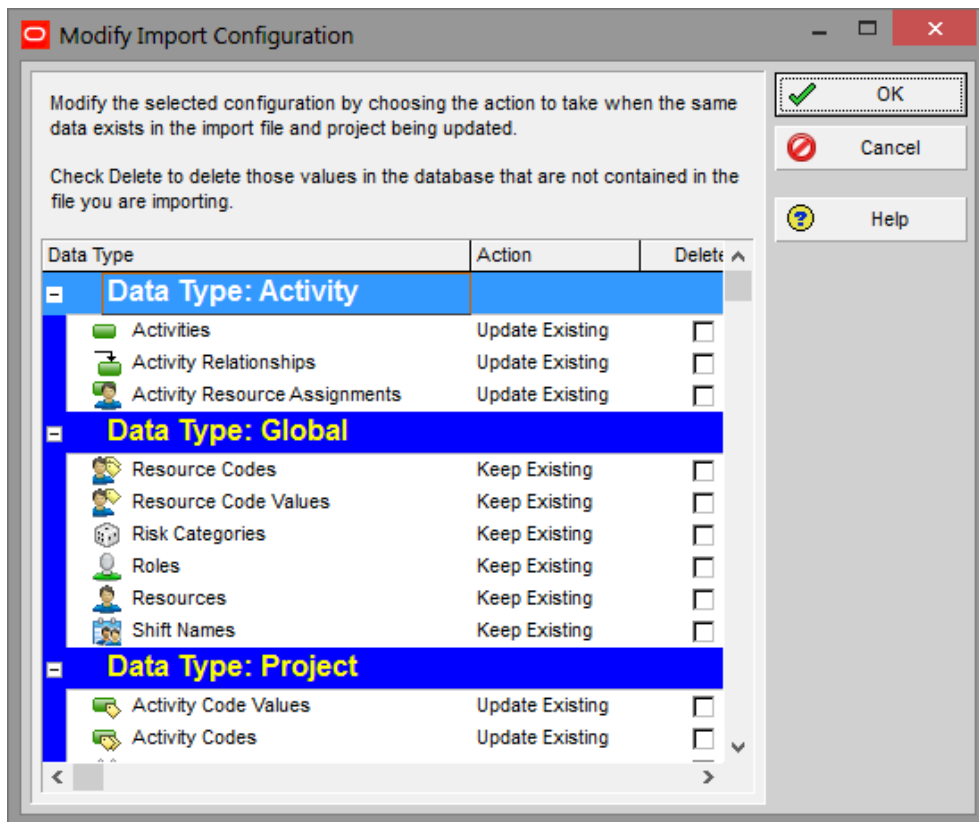 Modify Import Configuration
Modify the selected configuration by choosing the action to take when the same
data exists in the import file and project being updated.
Check Delete to delete those values in the database that are not contained in the
file you are importing.
OK
Cancel
Help
Data Type Action Delete
Data Type: Activity
Activities Update Existing
Activity Relationships Update Existing
Activity Resource Assignments Update Existing
Data Type: Global
Resource Codes Keep Existing
Resource Code Values Keep Existing
Risk Categories Keep Existing
Roles Keep Existing
Resources Keep Existing
Shift Names Keep Existing
Data Type: Project
Activity Code Values Update Existing
Activity Codes Update Existing